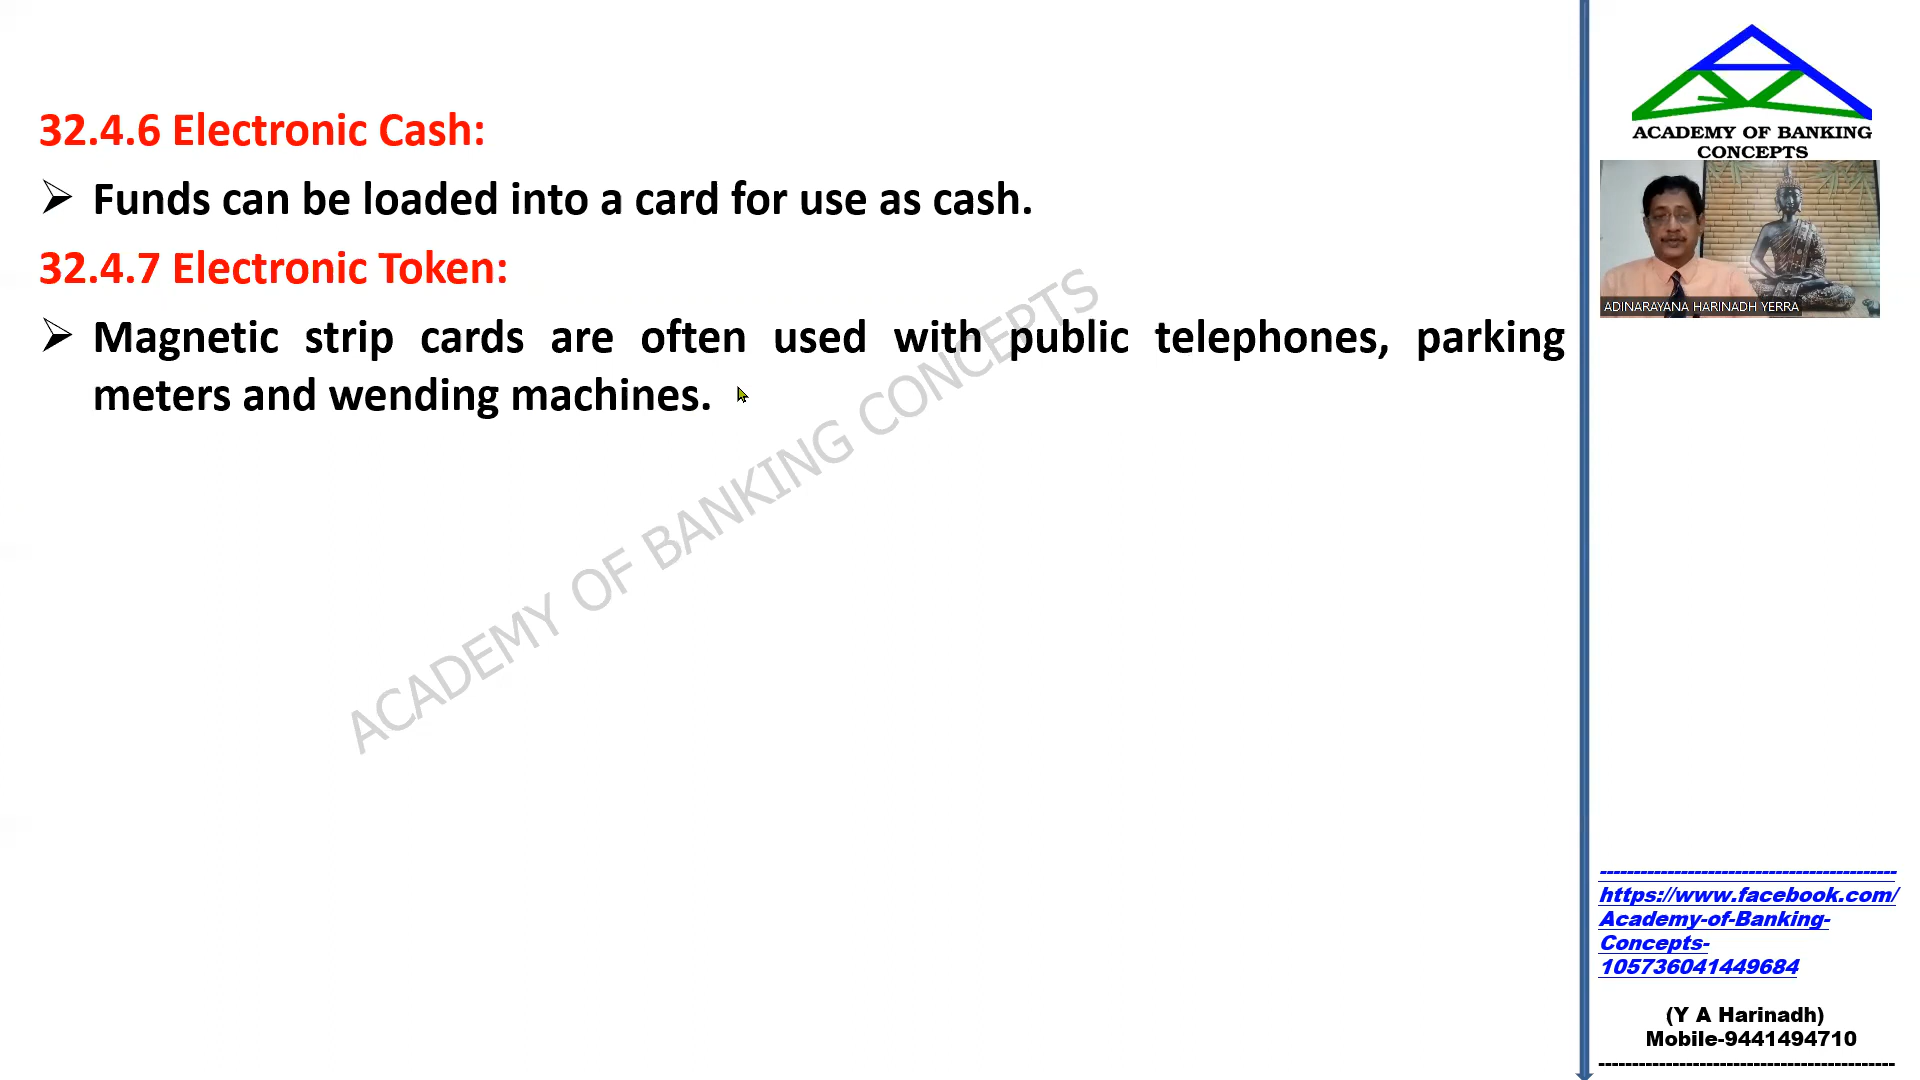 32.4.6 Electronic Cash:
➢ Funds can be loaded into a card for use as cash.
32.4.7 Electronic Token:
➢ Magnetic strip cards are often used with public telephones, parking
meters and wending machines.
ACADEMY OF BANKING CONCEPTS
ACADEMY OF BANKING
CONCEPTS
ADINARAYANA HARINADH YERRA
--------------------------------------------
https://www.facebook.com/
Academy-of-Banking-
Concepts-
105736041449684
(Y A Harinadh)
Mobile-9441494710
--------------------------------------------